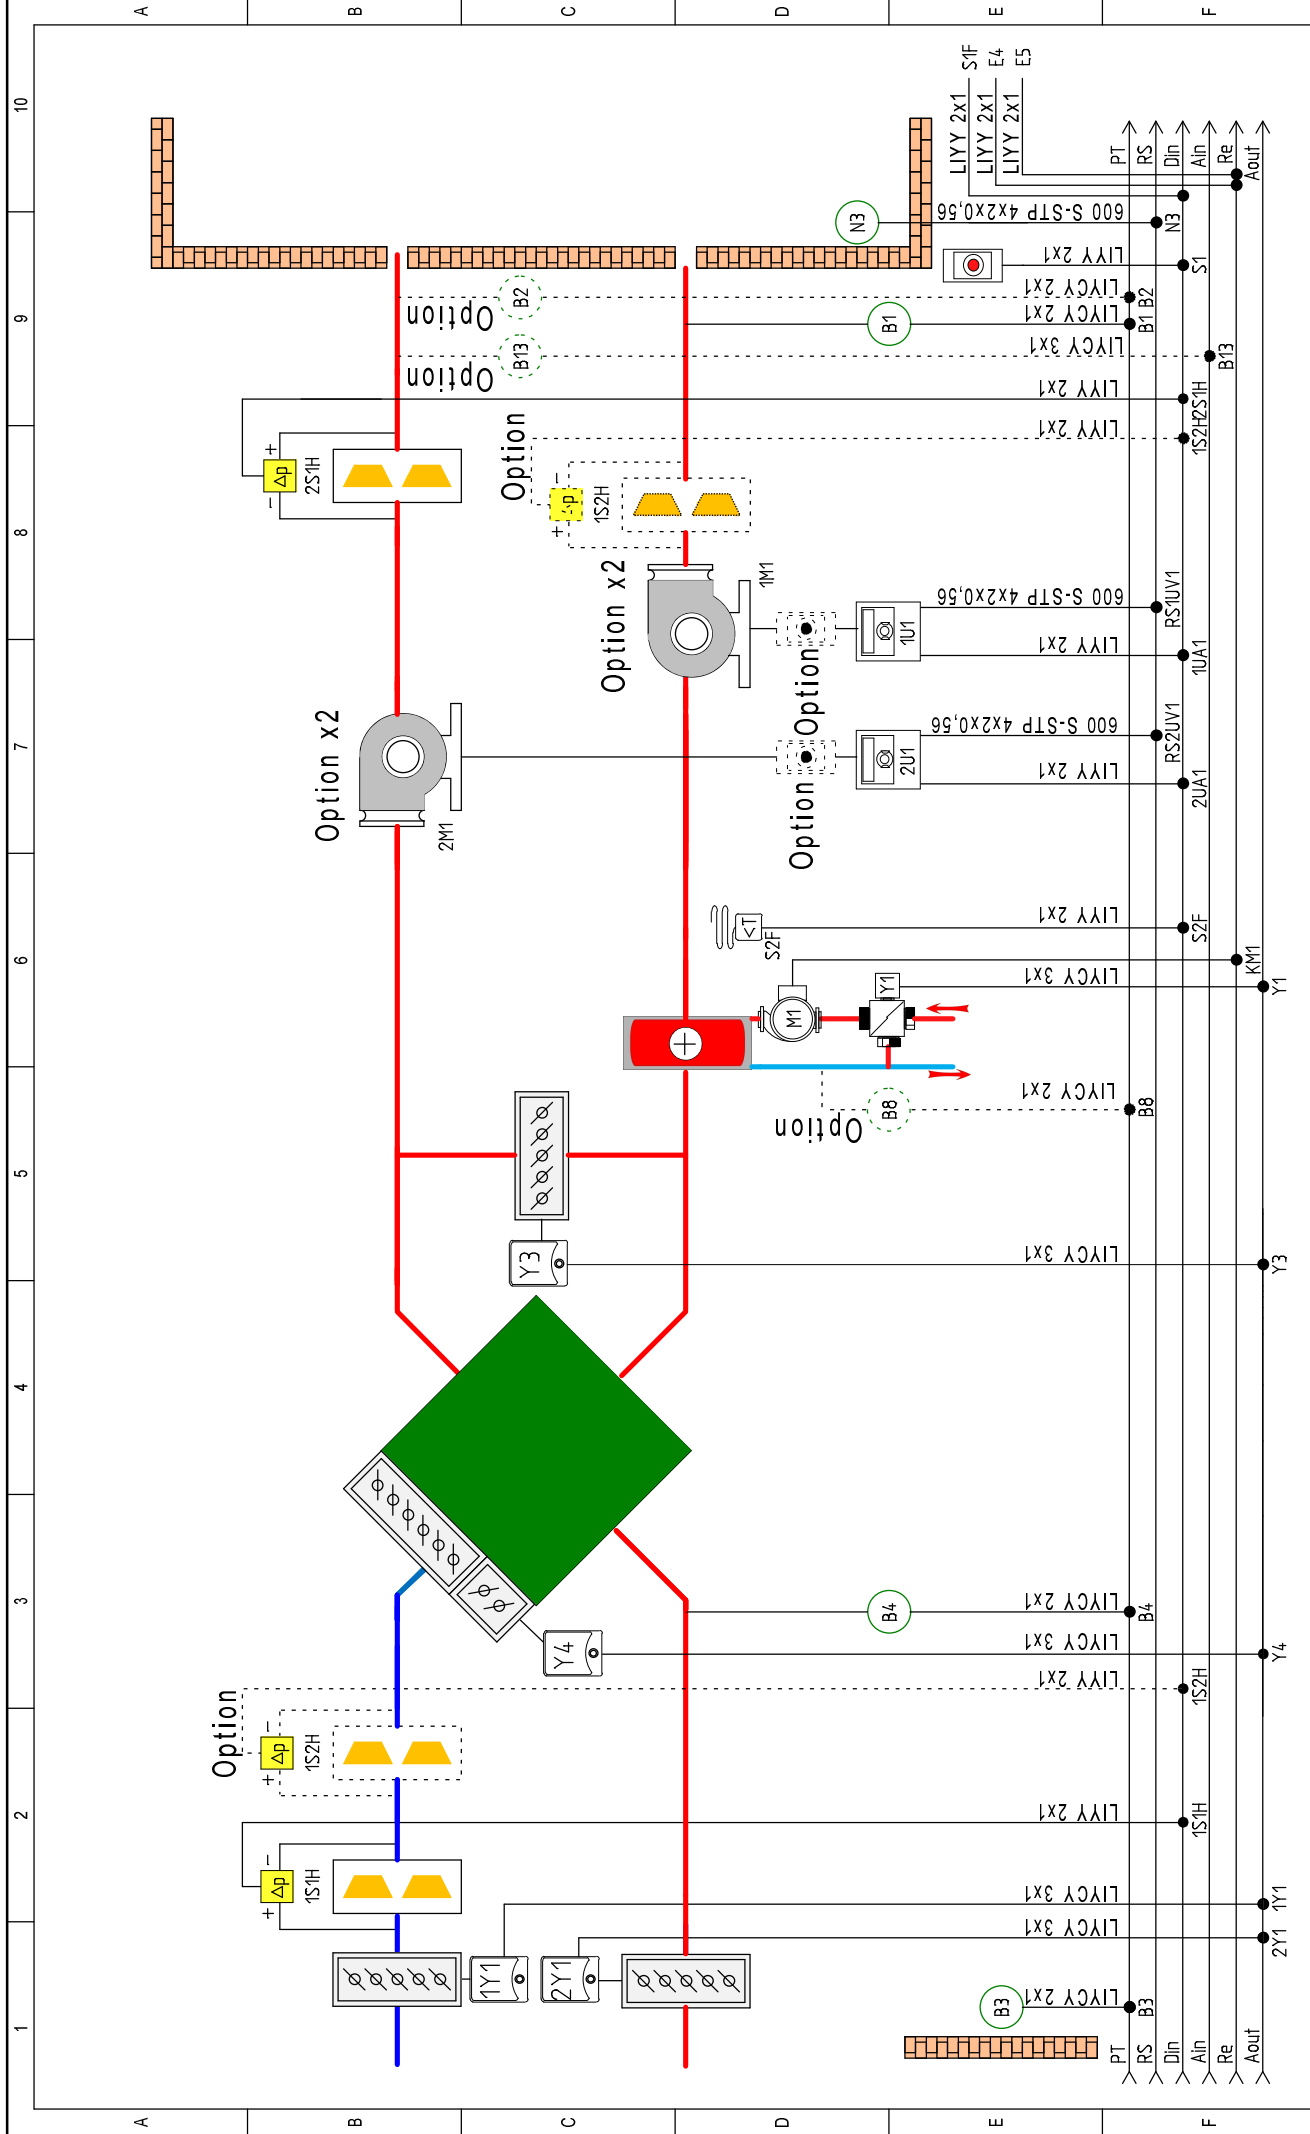 A
B
C
D
E
F
10
9
8
7
6
5
4
3
2
1
S1F
E4
E5
LIYY 2x1
LIYY 2x1
LIYY 2x1
PT
RS
Din
Ain
Re
Aout
N3
600 S-STP 4x2x0,56
N3
LIYY 2x1
S1
Option
B2
LIYCY 2x1
B2
B1
LIYCY 2x1
B1
Option
B13
LIYCY 3x1
B13
Δp
+
-
2S1H
LIYY 2x1
2S1H
Option
Δp
-
+
1S2H
LIYY 2x1
1S2H
Option x2
1M1
Option
1U1
600 S-STP 4x2x0,56
RS1UV1
LIYY 2x1
1UA1
Option x2
2M1
Option
2U1
600 S-STP 4x2x0,56
RS2UV1
LIYY 2x1
2UA1
<T
S2F
LIYY 2x1
S2F
M1
KM1
Y1
LIYCY 3x1
Y1
Option
B8
LIYCY 2x1
B8
Y3
LIYCY 3x1
Y3
B4
LIYCY 2x1
B4
Y4
LIYCY 3x1
Y4
Option
Δp
-
+
1S2H
LIYY 2x1
1S2H
Δp
-
+
1S1H
LIYY 2x1
1S1H
1Y1
LIYCY 3x1
1Y1
2Y1
LIYCY 3x1
2Y1
B3
LIYCY 2x1
B3
PT
RS
Din
Ain
Re
Aout
A
B
C
D
E
F